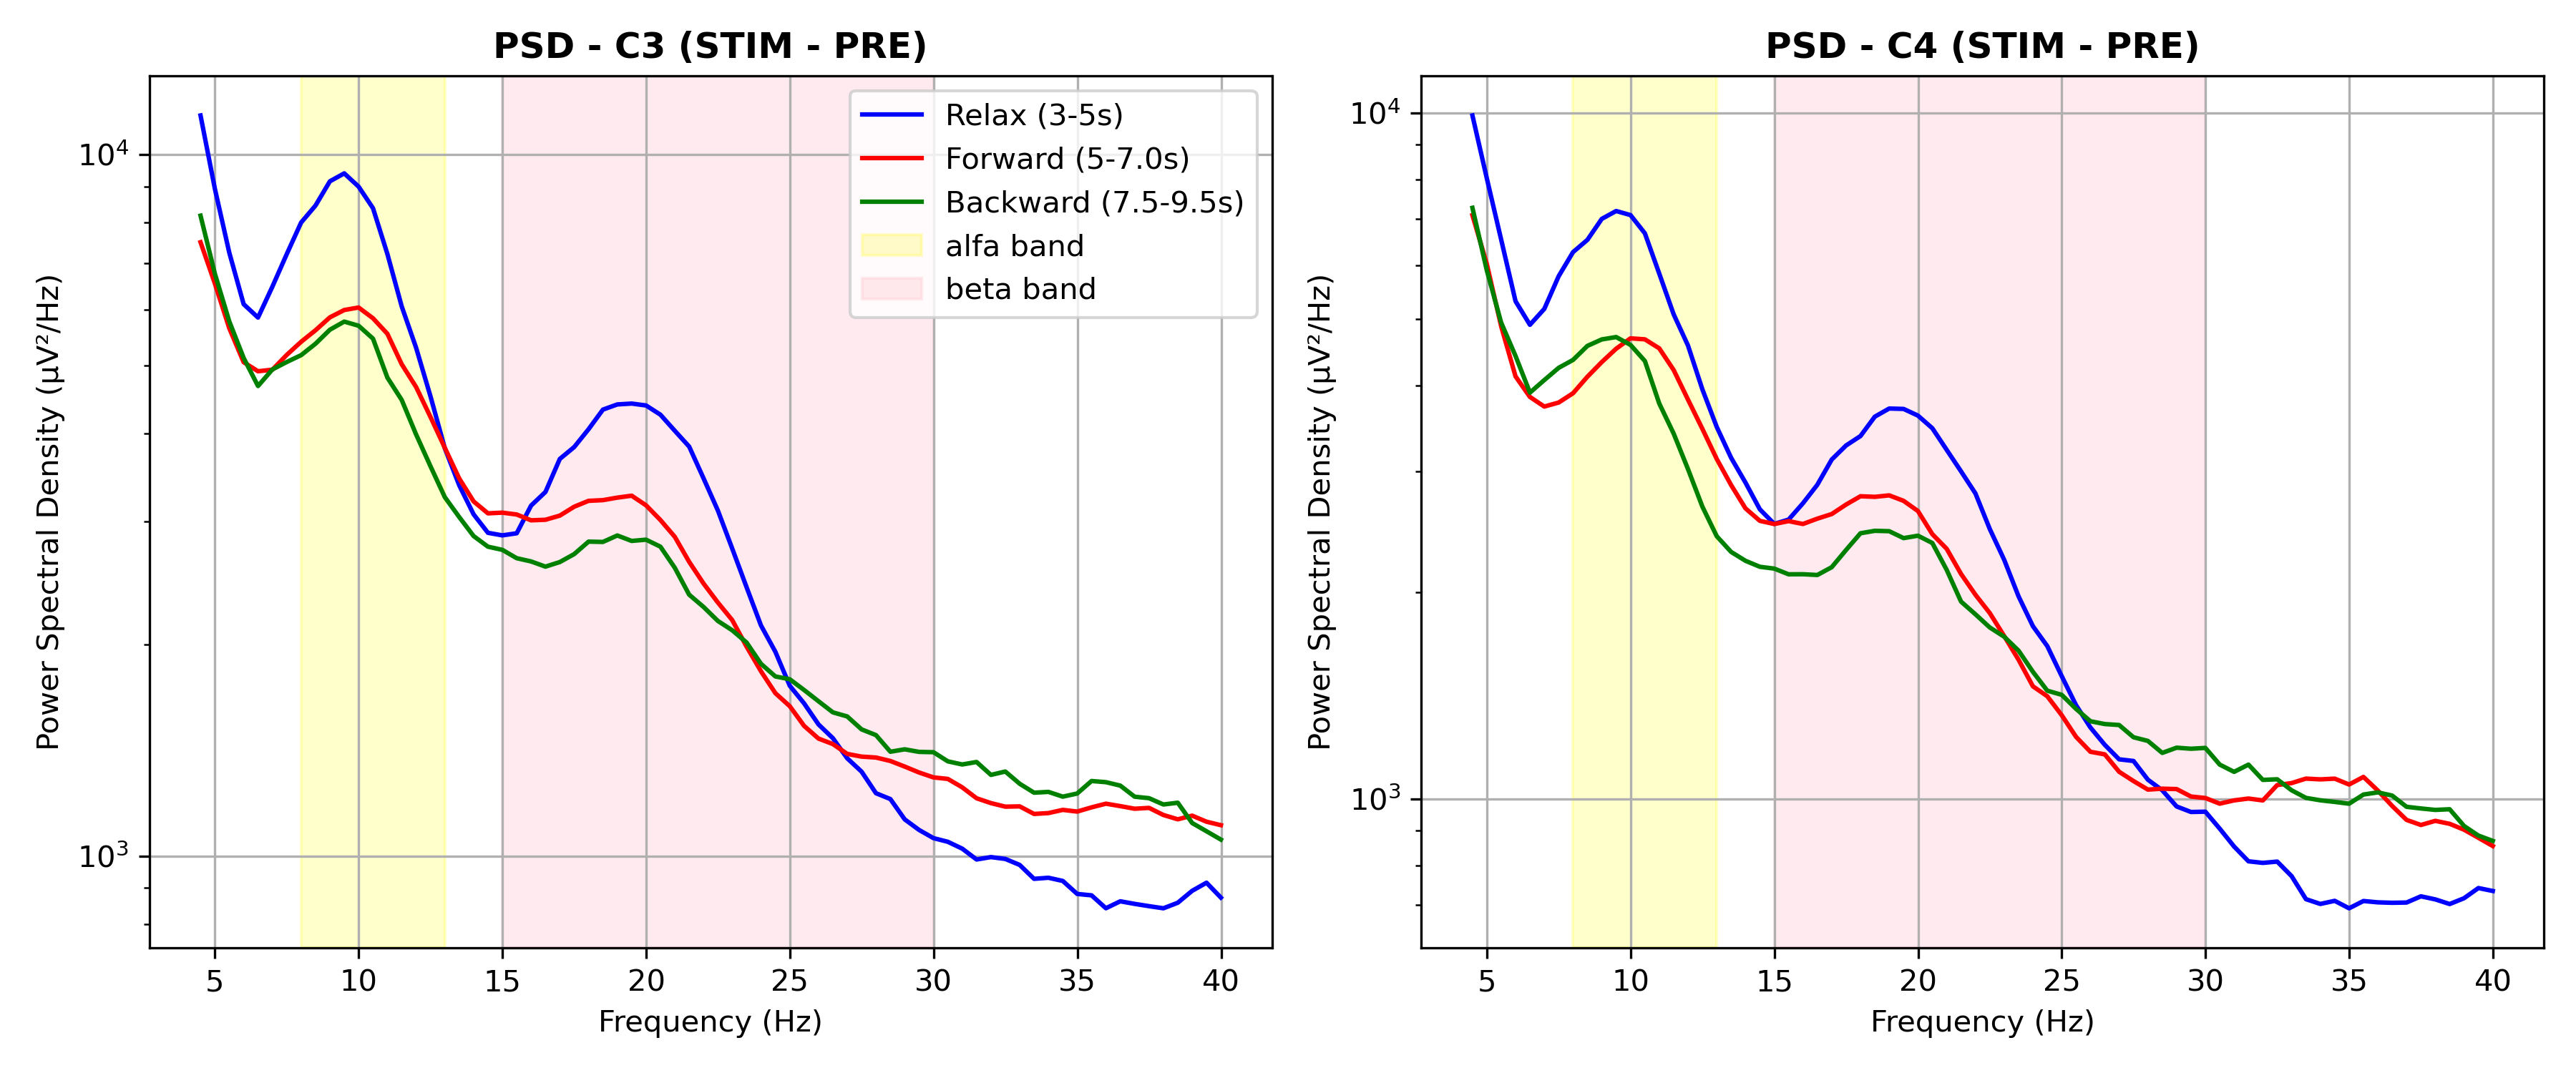 PSD - C3 (STIM - PRE)
Power Spectral Density (µV²/Hz)
10⁴
10³
Relax (3-5s)
Forward (5-7.0s)
Backward (7.5-9.5s)
alfa band
beta band
5 10 15 20 25 30 35 40
Frequency (Hz)
PSD - C4 (STIM - PRE)
Power Spectral Density (µV²/Hz)
10⁴
10³
5 10 15 20 25 30 35 40
Frequency (Hz)